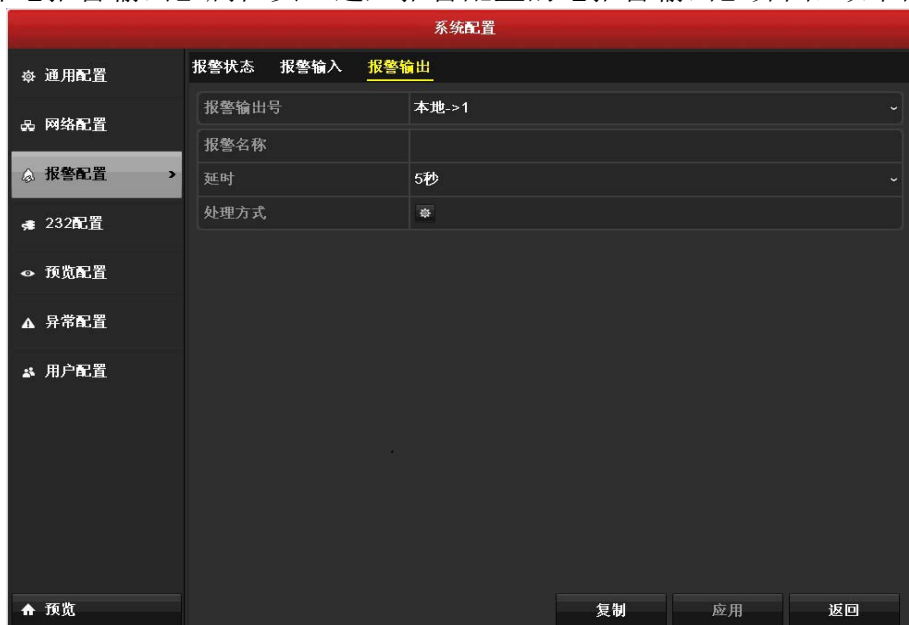 系统配置
通用配置
网络配置
报警配置
232配置
预览配置
异常配置
用户配置
预览
报警状态 报警输入 报警输出
报警输出号 本地->1
报警名称
延时 5秒
处理方式
复制 应用 返回